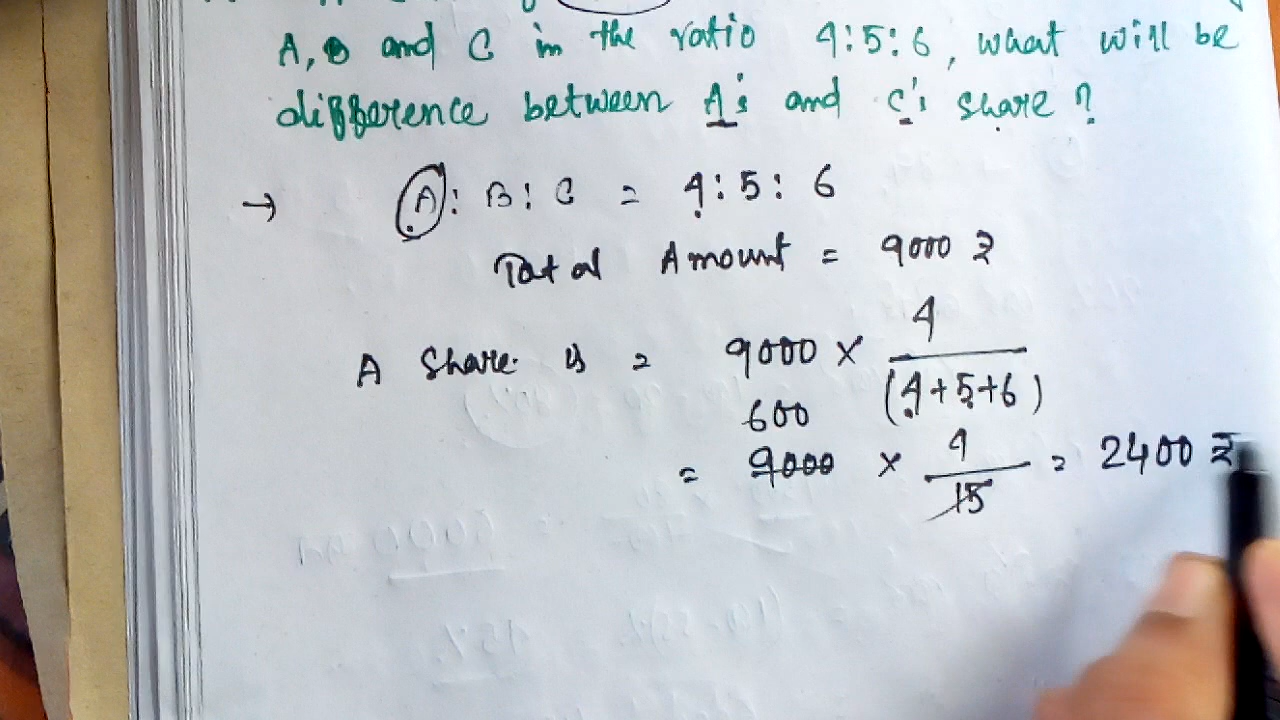 A, B and C in the ratio 4:5:6, what will be
difference between A's and C's share ?
→ A : B : C = 4 : 5 : 6
Total Amount = 9000 ₹
A Share is = 9000 × 4/(4+5+6)
600
= 9000 × 4/15 = 2400 ₹